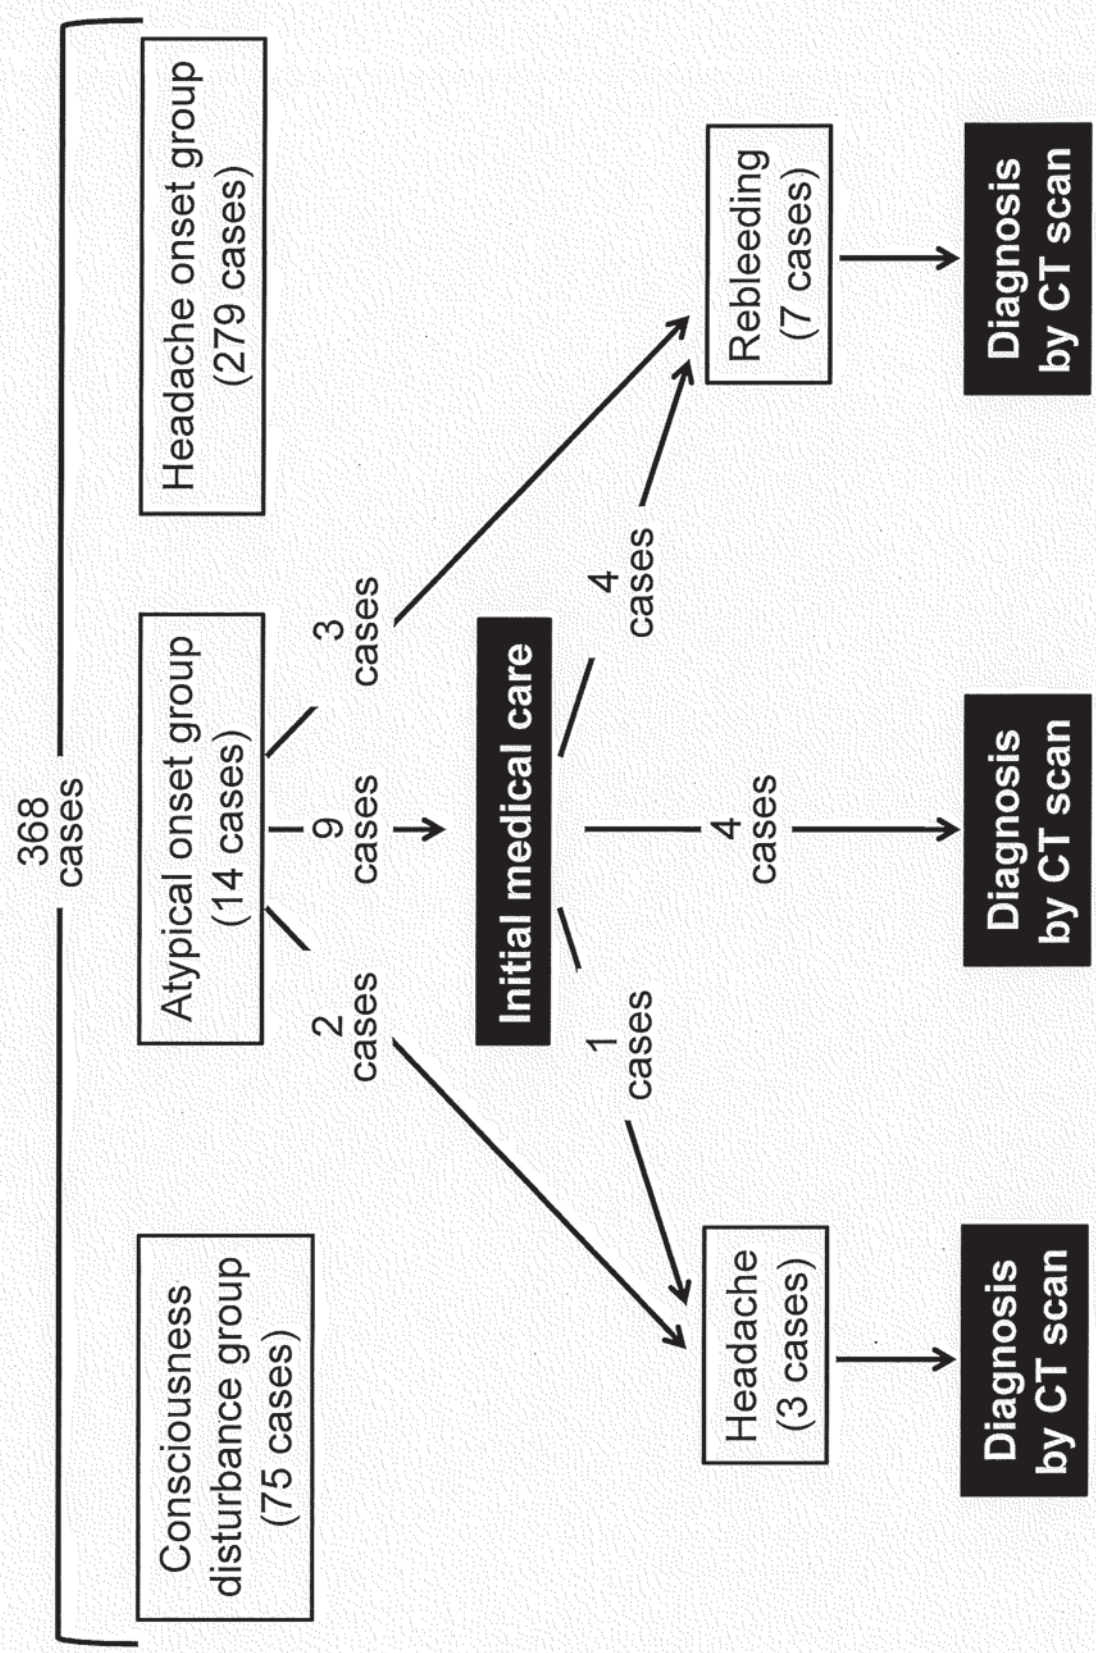 368
cases
Consciousness
disturbance group
(75 cases)
Atypical onset group
(14 cases)
Headache onset group
(279 cases)
2
cases
9
cases
3
cases
Initial medical care
1
cases
4
cases
4
cases
Headache
(3 cases)
Rebleeding
(7 cases)
Diagnosis
by CT scan
Diagnosis
by CT scan
Diagnosis
by CT scan